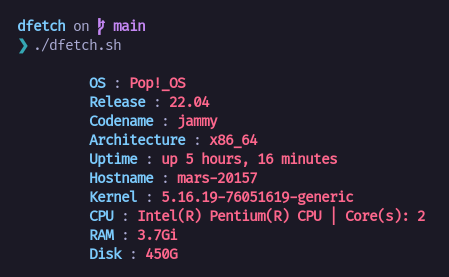 dfetch on main
❯ ./dfetch.sh
OS : Pop!_OS
Release : 22.04
Codename : jammy
Architecture : x86_64
Uptime : up 5 hours, 16 minutes
Hostname : mars-20157
Kernel : 5.16.19-76051619-generic
CPU : Intel(R) Pentium(R) CPU | Core(s): 2
RAM : 3.7Gi
Disk : 450G